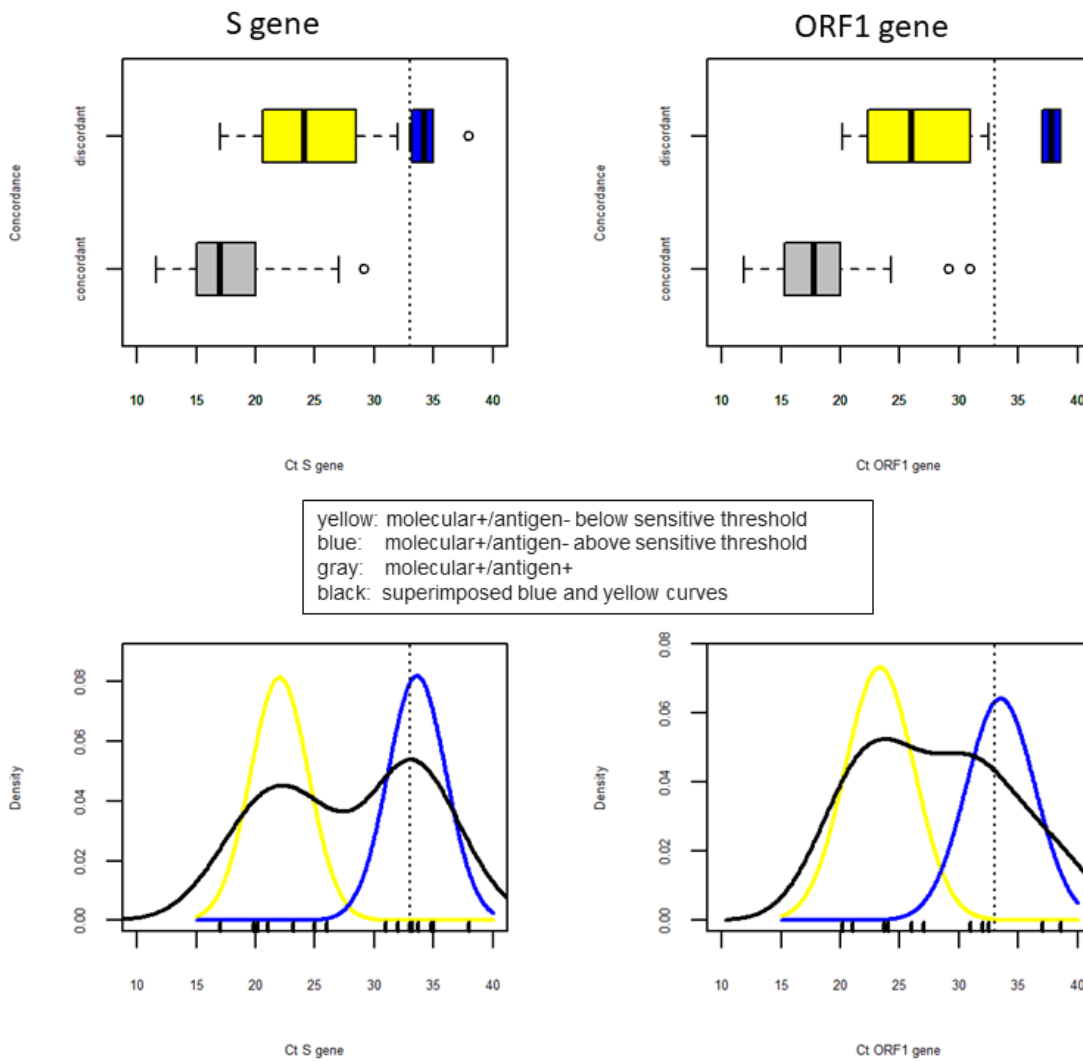 S gene
ORF1 gene
Concordance
discordant
concordant
10 15 20 25 30 35 40
Ct S gene
Concordance
discordant
concordant
10 15 20 25 30 35 40
Ct ORF1 gene
yellow: molecular+/antigen- below sensitive threshold
blue: molecular+/antigen- above sensitive threshold
gray: molecular+/antigen+
black: superimposed blue and yellow curves
Density
0.08
0.06
0.04
0.02
0.00
10 15 20 25 30 35 40
Ct S gene
Density
0.08
0.06
0.04
0.02
0.00
10 15 20 25 30 35 40
Ct ORF1 gene